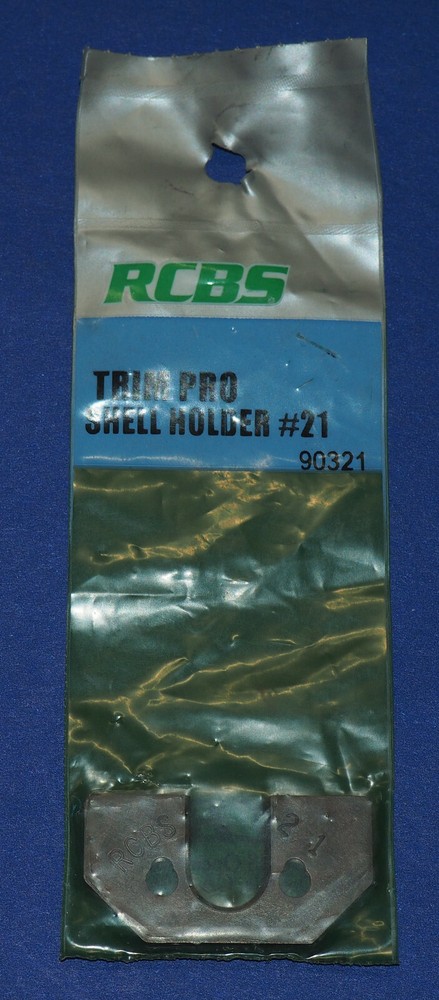 RCBS
TRIM PRO
SHELL HOLDER #21
90321
RCBS
21